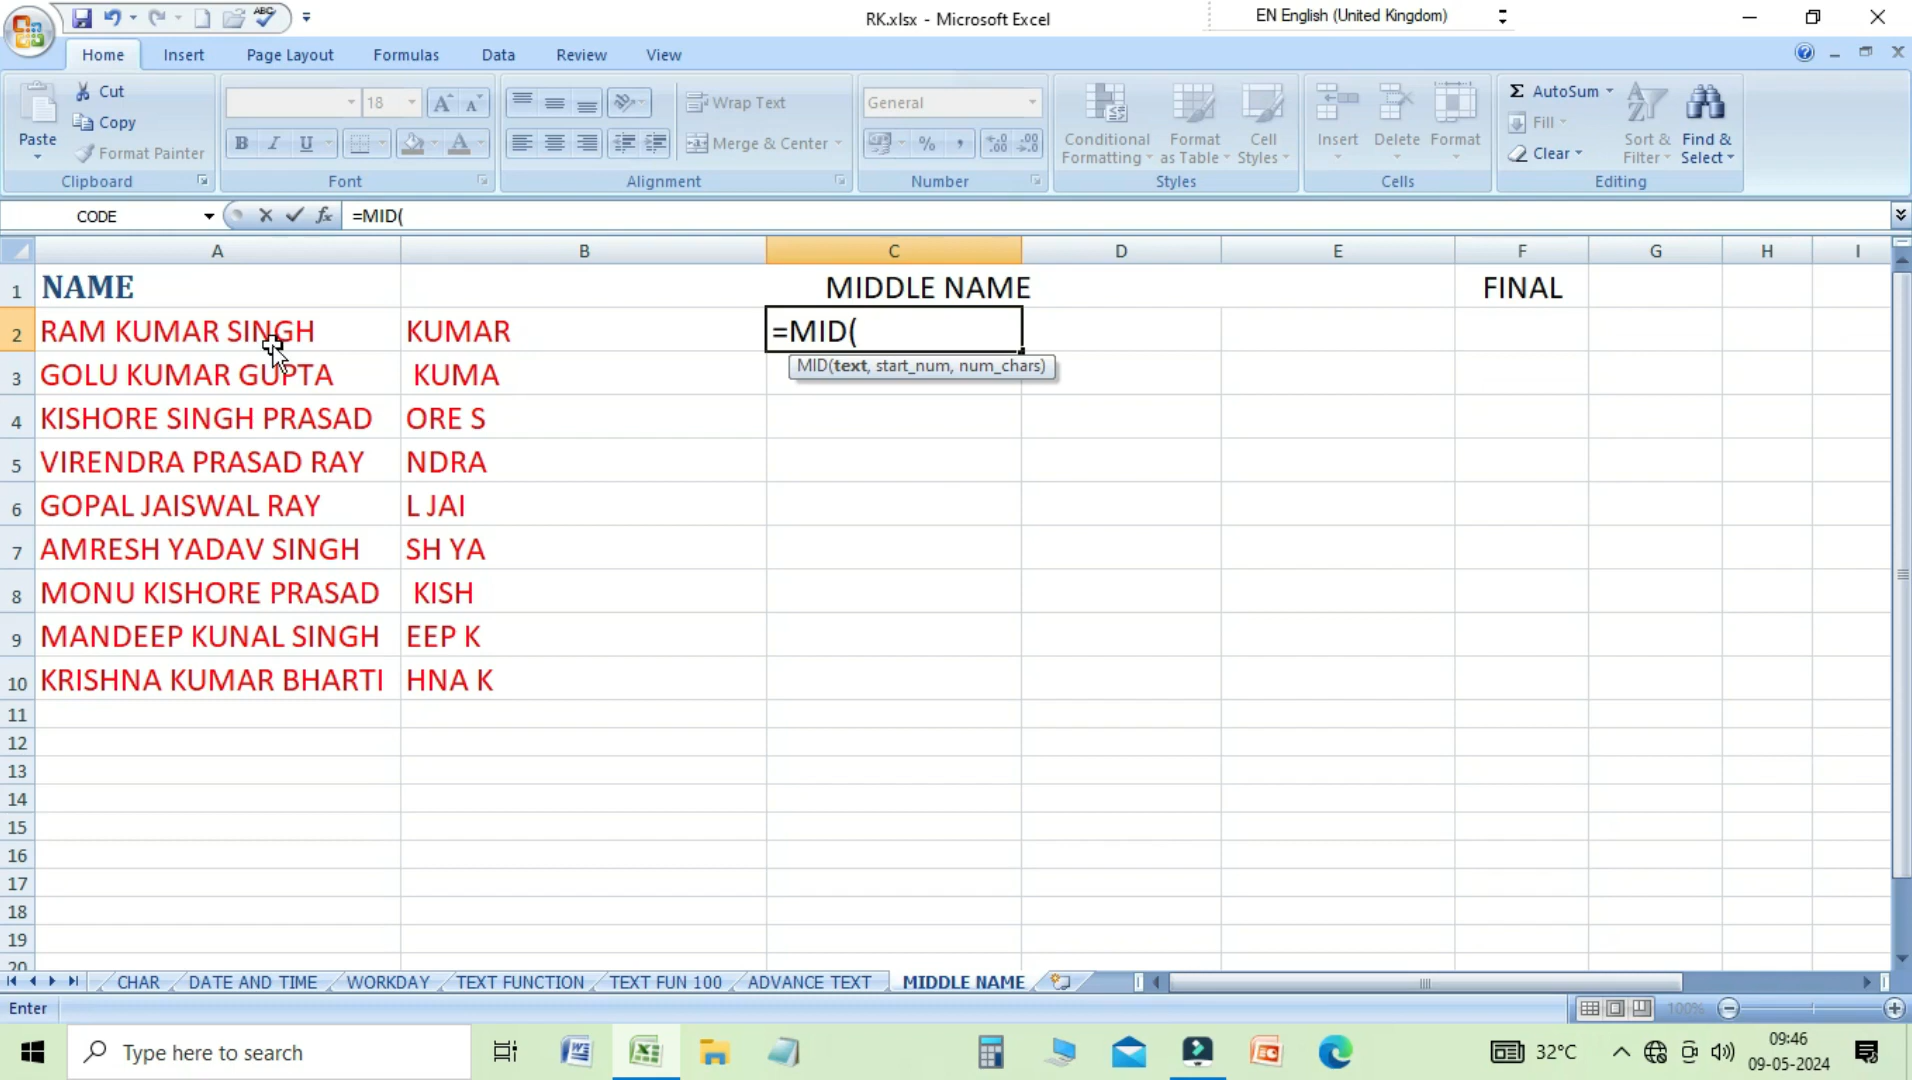 RK.xlsx - Microsoft Excel
EN English (United Kingdom)
Home Insert Page Layout Formulas Data Review View
Paste
Cut
Copy
Format Painter
Clipboard
18
B I U
Font
Wrap Text
Merge & Center
Alignment
General
Number
Conditional Formatting
Format as Table
Cell Styles
Styles
Insert Delete Format
Cells
Σ AutoSum
Fill
Clear
Sort & Filter
Find & Select
Editing
CODE
fx =MID(
A B C D E F G H I
1 NAME MIDDLE NAME FINAL
2 RAM KUMAR SINGH KUMAR =MID(
MID(text, start_num, num_chars)
3 GOLU KUMAR GUPTA KUMA
4 KISHORE SINGH PRASAD ORE S
5 VIRENDRA PRASAD RAY NDRA
6 GOPAL JAISWAL RAY L JAI
7 AMRESH YADAV SINGH SH YA
8 MONU KISHORE PRASAD KISH
9 MANDEEP KUNAL SINGH EEP K
10 KRISHNA KUMAR BHARTI HNA K
11
12
13
14
15
16
17
18
19
20
CHAR DATE AND TIME WORKDAY TEXT FUNCTION TEXT FUN 100 ADVANCE TEXT MIDDLE NAME
Enter
100%
Type here to search
32°C
09:46
09-05-2024